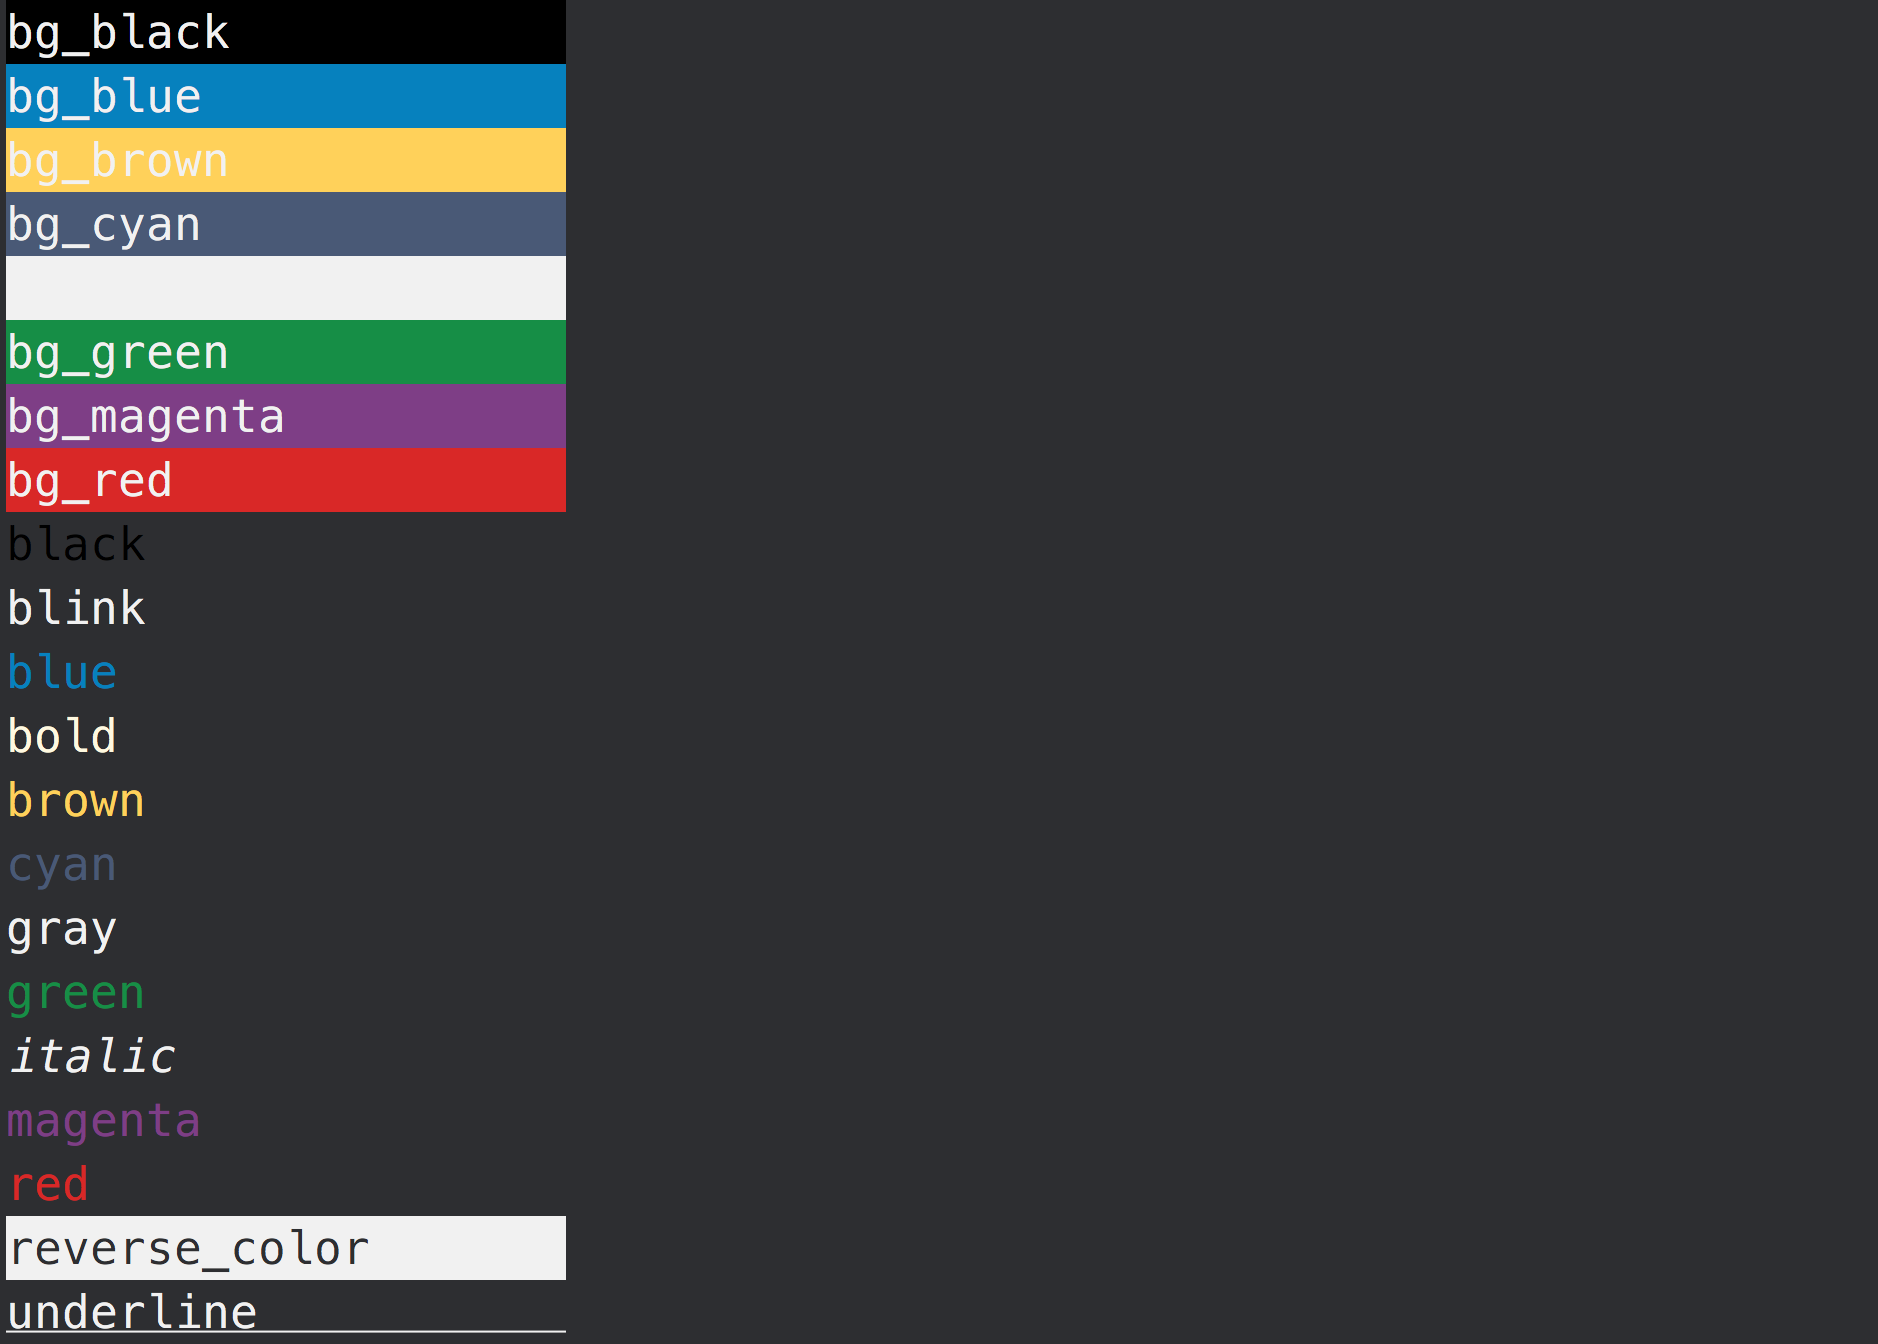 bg_black
bg_blue
bg_brown
bg_cyan
bg_green
bg_magenta
bg_red
black
blink
blue
bold
brown
cyan
gray
green
italic
magenta
red
reverse_color
underline